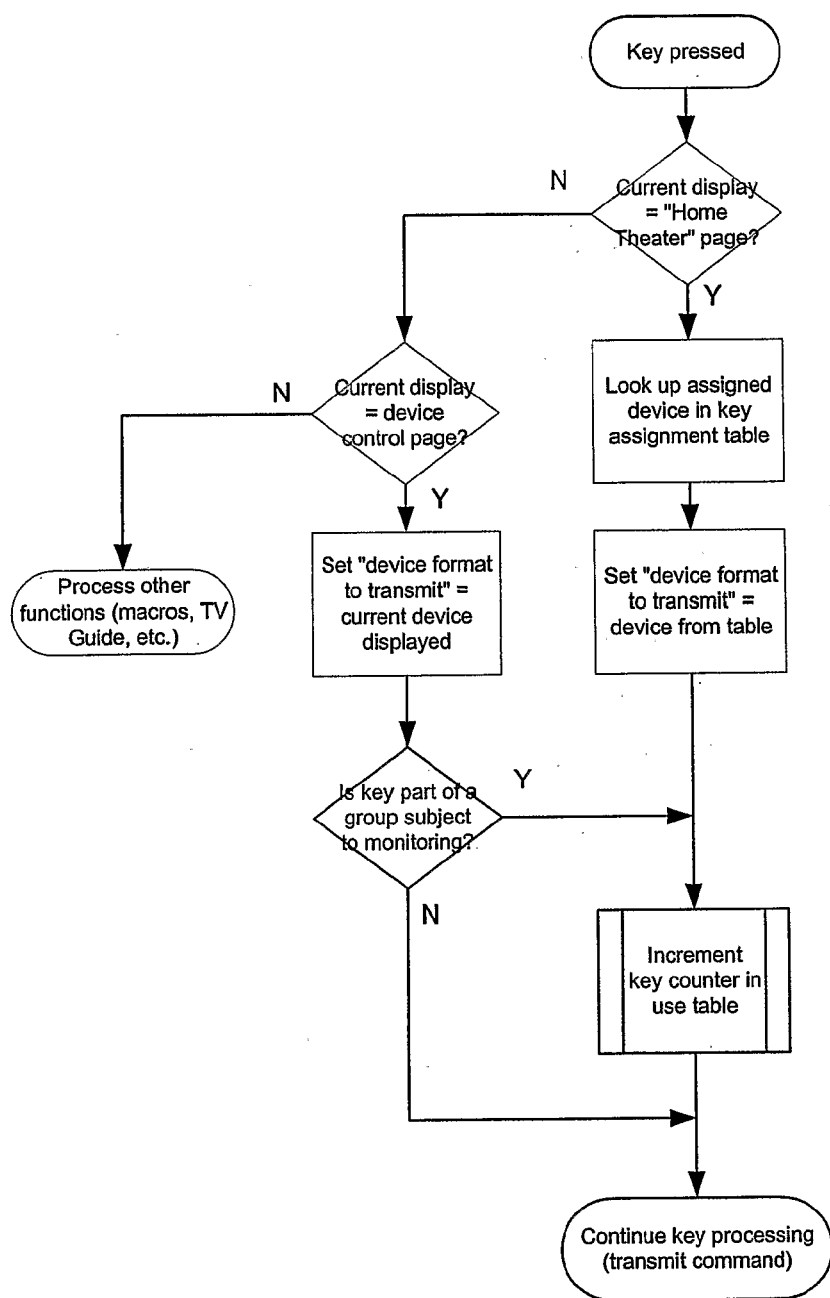 Key pressed
N
Current display
= "Home
Theater" page?
Y
N
Current display
= device
control page?
Look up assigned
device in key
assignment table
Y
Process other
functions (macros, TV
Guide, etc.)
Set "device format
to transmit" =
current device
displayed
Set "device format
to transmit" =
device from table
Is key part of a
group subject
to monitoring?
Y
N
Increment
key counter in
use table
Continue key processing
(transmit command)